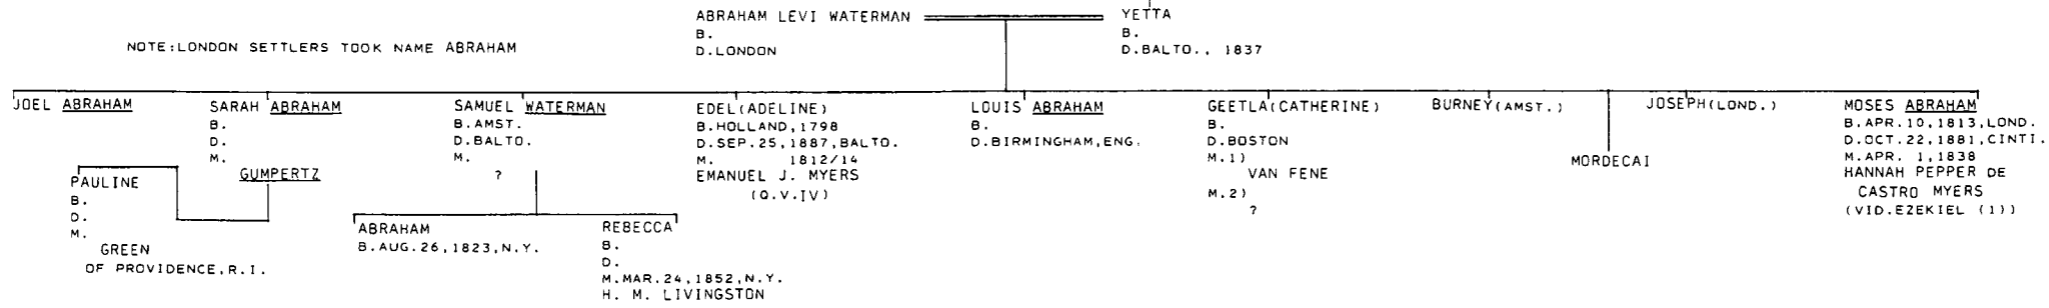 ABRAHAM LEVI WATERMAN
B.
D.LONDON
YETTA
B.
D.BALTO., 1837
NOTE:LONDON SETTLERS TOOK NAME ABRAHAM
JOEL ABRAHAM
SARAH ABRAHAM
B.
D.
M.
GUMPERTZ
PAULINE
B.
D.
M.
GREEN
OF PROVIDENCE,R.I.
SAMUEL WATERMAN
B.AMST.
D.BALTO.
M.
?
ABRAHAM
B.AUG.26,1823,N.Y.
REBECCA
B.
D.
M.MAR.24,1852,N.Y.
H. M. LIVINGSTON
EDEL(ADELINE)
B.HOLLAND,1798
D.SEP.25,1887,BALTO.
M. 1812/14
EMANUEL J. MYERS
(Q.V.IV)
LOUIS ABRAHAM
B.
D.BIRMINGHAM,ENG.
GEETLA(CATHERINE)
B.
D.BOSTON
M.1)
VAN FENE
M.2)
?
BURNEY(AMST.)
MORDECAI
JOSEPH(LOND.)
MOSES ABRAHAM
B.APR.10,1813,LOND.
D.OCT.22,1881,CINTI.
M.APR. 1,1838
HANNAH PEPPER DE
CASTRO MYERS
(VID.EZEKIEL (1))